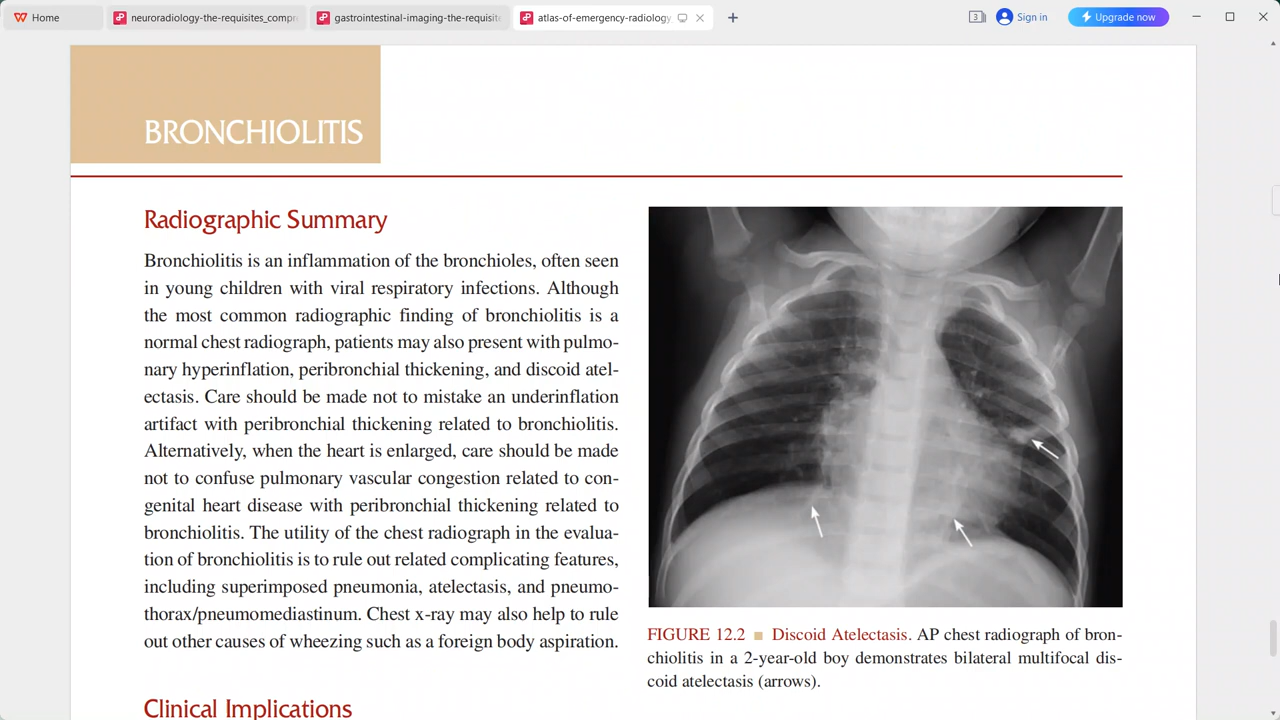 Home
neuroradiology-the-requisites_compr
gastrointestinal-imaging-the-requisite
atlas-of-emergency-radiology
3
Sign in
Upgrade now
BRONCHIOLITIS
Radiographic Summary
Bronchiolitis is an inflammation of the bronchioles, often seen
in young children with viral respiratory infections. Although
the most common radiographic finding of bronchiolitis is a
normal chest radiograph, patients may also present with pulmo-
nary hyperinflation, peribronchial thickening, and discoid atel-
ectasis. Care should be made not to mistake an underinflation
artifact with peribronchial thickening related to bronchiolitis.
Alternatively, when the heart is enlarged, care should be made
not to confuse pulmonary vascular congestion related to con-
genital heart disease with peribronchial thickening related to
bronchiolitis. The utility of the chest radiograph in the evalua-
tion of bronchiolitis is to rule out related complicating features,
including superimposed pneumonia, atelectasis, and pneumo-
thorax/pneumomediastinum. Chest x-ray may also help to rule
out other causes of wheezing such as a foreign body aspiration.
Clinical Implications
FIGURE 12.2 ■ Discoid Atelectasis. AP chest radiograph of bron-
chiolitis in a 2-year-old boy demonstrates bilateral multifocal dis-
coid atelectasis (arrows).